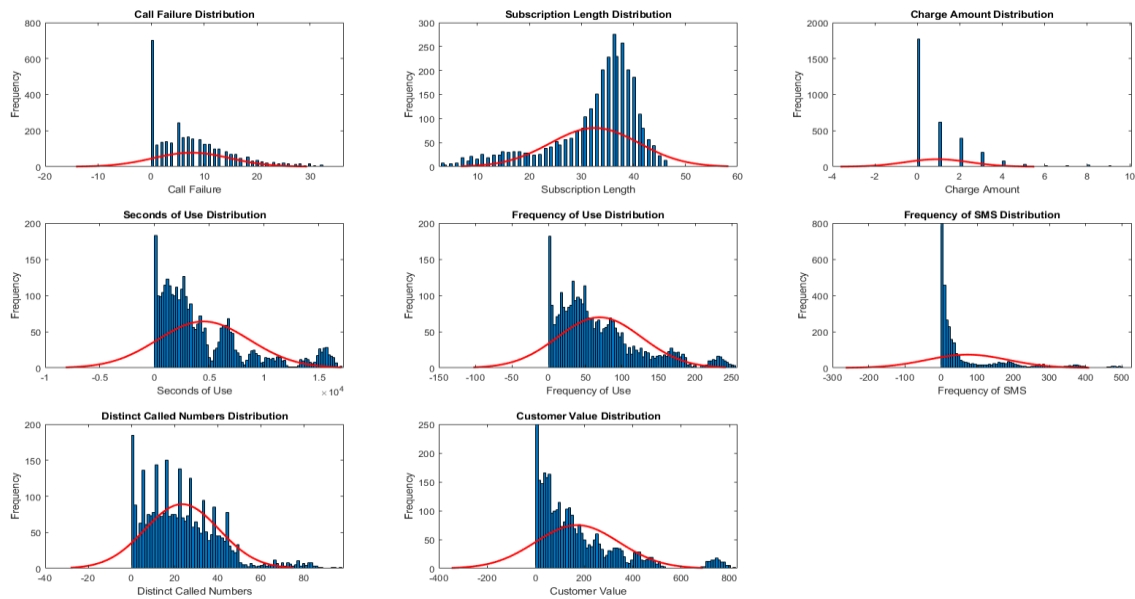 Call Failure Distribution
800
600
400
200
0
-20 -10 0 10 20 30
Frequency
Call Failure
Subscription Length Distribution
300
250
200
150
100
50
0
10 20 30 40 50 60
Frequency
Subscription Length
Charge Amount Distribution
2000
1500
1000
500
0
-4 -2 0 2 4 6 8 10
Frequency
Charge Amount
Seconds of Use Distribution
200
150
100
50
0
-1 -0.5 0 0.5 1 1.5
× 10⁴
Frequency
Seconds of Use
Frequency of Use Distribution
200
150
100
50
0
-150 -100 -50 0 50 100 150 200 250
Frequency
Frequency of Use
Frequency of SMS Distribution
800
600
400
200
0
-300 -200 -100 0 100 200 300 400 500
Frequency
Frequency of SMS
Distinct Called Numbers Distribution
200
150
100
50
0
-40 -20 0 20 40 60 80
Frequency
Distinct Called Numbers
Customer Value Distribution
250
200
150
100
50
0
-400 -200 0 200 400 600 800
Frequency
Customer Value